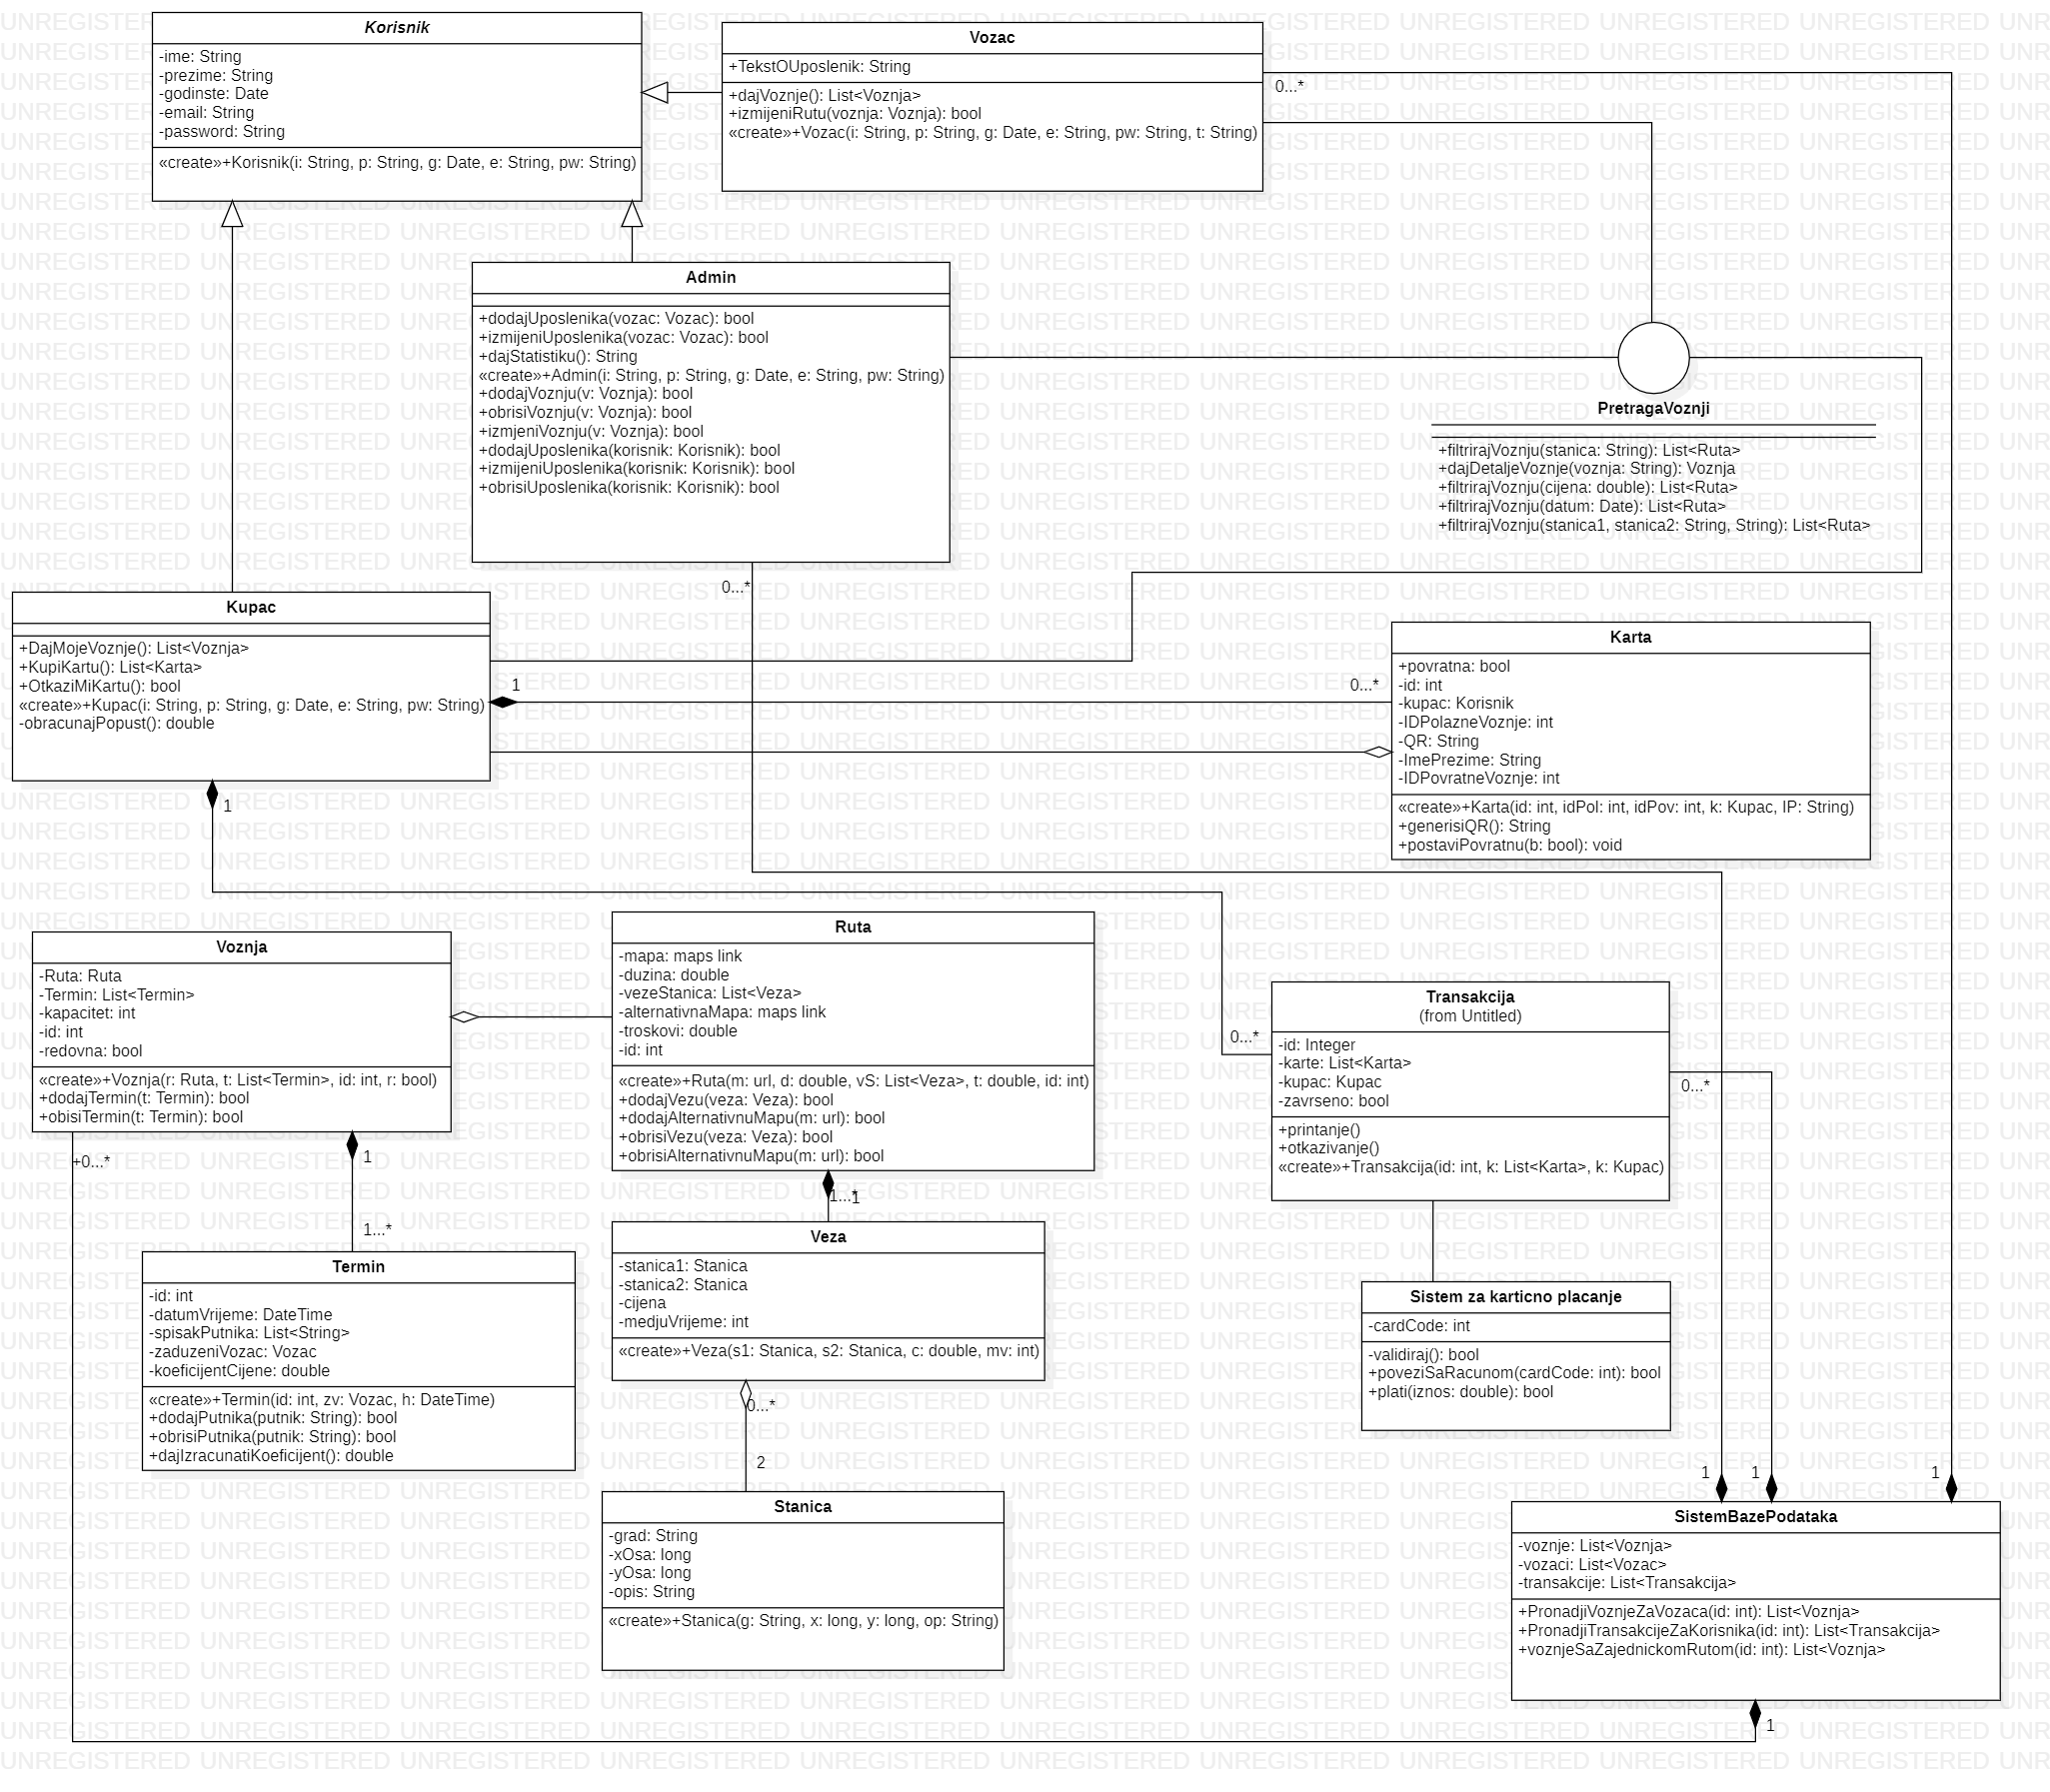 Korisnik
-ime: String
-prezime: String
-godinste: Date
-email: String
-password: String
«create»+Korisnik(i: String, p: String, g: Date, e: String, pw: String)
Vozac
+TekstOUposlenik: String
+dajVoznje(): List<Voznja>
+izmijeniRutu(voznja: Voznja): bool
«create»+Vozac(i: String, p: String, g: Date, e: String, pw: String, t: String)
0...*
Admin
+dodajUposlenika(vozac: Vozac): bool
+izmijeniUposlenika(vozac: Vozac): bool
+dajStatistiku(): String
«create»+Admin(i: String, p: String, g: Date, e: String, pw: String)
+dodajVoznju(v: Voznja): bool
+obrisiVoznju(v: Voznja): bool
+izmjeniVoznju(v: Voznja): bool
+dodajUposlenika(korisnik: Korisnik): bool
+izmijeniUposlenika(korisnik: Korisnik): bool
+obrisiUposlenika(korisnik: Korisnik): bool
0...*
PretragaVoznji
+filtrirajVoznju(stanica: String): List<Ruta>
+dajDetaljeVoznje(voznja: String): Voznja
+filtrirajVoznju(cijena: double): List<Ruta>
+filtrirajVoznju(datum: Date): List<Ruta>
+filtrirajVoznju(stanica1, stanica2: String, String): List<Ruta>
Kupac
+DajMojeVoznje(): List<Voznja>
+KupiKartu(): List<Karta>
+OtkaziMiKartu(): bool
«create»+Kupac(i: String, p: String, g: Date, e: String, pw: String)
-obracunajPopust(): double
1
0...*
1
Karta
+povratna: bool
-id: int
-kupac: Korisnik
-IDPolazneVoznje: int
-QR: String
-ImePrezime: String
-IDPovratneVoznje: int
«create»+Karta(id: int, idPol: int, idPov: int, k: Kupac, IP: String)
+generisiQR(): String
+postaviPovratnu(b: bool): void
Voznja
-Ruta: Ruta
-Termin: List<Termin>
-kapacitet: int
-id: int
-redovna: bool
«create»+Voznja(r: Ruta, t: List<Termin>, id: int, r: bool)
+dodajTermin(t: Termin): bool
+obisiTermin(t: Termin): bool
+0...*
1
1...*
Ruta
-mapa: maps link
-duzina: double
-vezeStanica: List<Veza>
-alternativnaMapa: maps link
-troskovi: double
-id: int
«create»+Ruta(m: url, d: double, vS: List<Veza>, t: double, id: int)
+dodajVezu(veza: Veza): bool
+dodajAlternativnuMapu(m: url): bool
+obrisiVezu(veza: Veza): bool
+obrisiAlternativnuMapu(m: url): bool
1...*
1
Transakcija
(from Untitled)
-id: Integer
-karte: List<Karta>
-kupac: Kupac
-zavrseno: bool
+printanje()
+otkazivanje()
«create»+Transakcija(id: int, k: List<Karta>, k: Kupac)
0...*
0...*
Termin
-id: int
-datumVrijeme: DateTime
-spisakPutnika: List<String>
-zaduzeniVozac: Vozac
-koeficijentCijene: double
«create»+Termin(id: int, zv: Vozac, h: DateTime)
+dodajPutnika(putnik: String): bool
+obrisiPutnika(putnik: String): bool
+dajIzracunatiKoeficijent(): double
Veza
-stanica1: Stanica
-stanica2: Stanica
-cijena
-medjuVrijeme: int
«create»+Veza(s1: Stanica, s2: Stanica, c: double, mv: int)
0...*
2
Sistem za karticno placanje
-cardCode: int
-validiraj(): bool
+poveziSaRacunom(cardCode: int): bool
+plati(iznos: double): bool
Stanica
-grad: String
-xOsa: long
-yOsa: long
-opis: String
«create»+Stanica(g: String, x: long, y: long, op: String)
1
1
1
SistemBazePodataka
-voznje: List<Voznja>
-vozaci: List<Vozac>
-transakcije: List<Transakcija>
+PronadjiVoznjeZaVozaca(id: int): List<Voznja>
+PronadjiTransakcijeZaKorisnika(id: int): List<Transakcija>
+voznjeSaZajednickomRutom(id: int): List<Voznja>
1